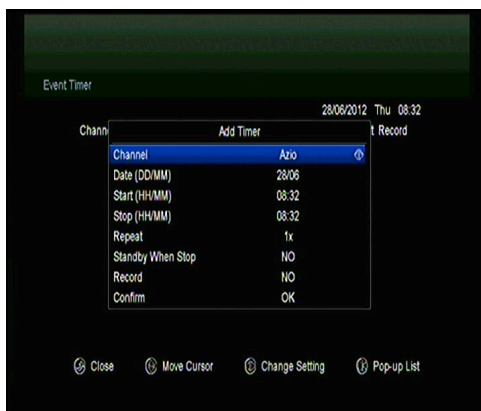 Event Timer
28/06/2012 Thu 08:32
Chann t Record
Add Timer
Channel Azio
Date (DD/MM) 28/06
Start (HH/MM) 08:32
Stop (HH/MM) 08:32
Repeat 1x
Standby When Stop NO
Record NO
Confirm OK
Close Move Cursor Change Setting Pop-up List